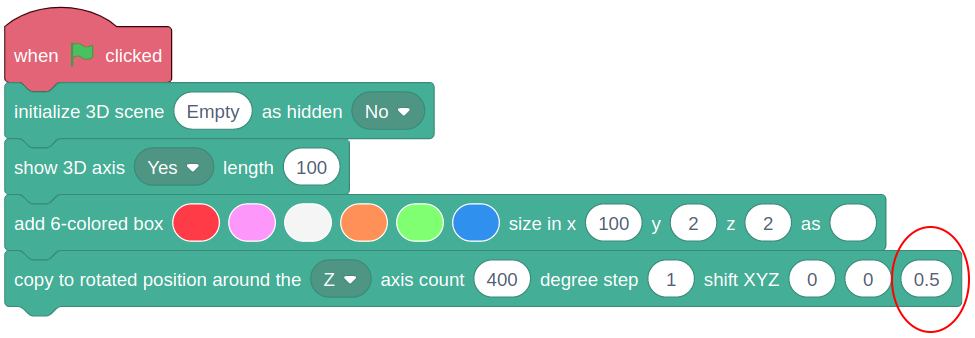 when clicked
initialize 3D scene Empty as hidden No
show 3D axis Yes length 100
add 6-colored box size in x 100 y 2 z 2 as
copy to rotated position around the Z axis count 400 degree step 1 shift XYZ 0 0 0.5